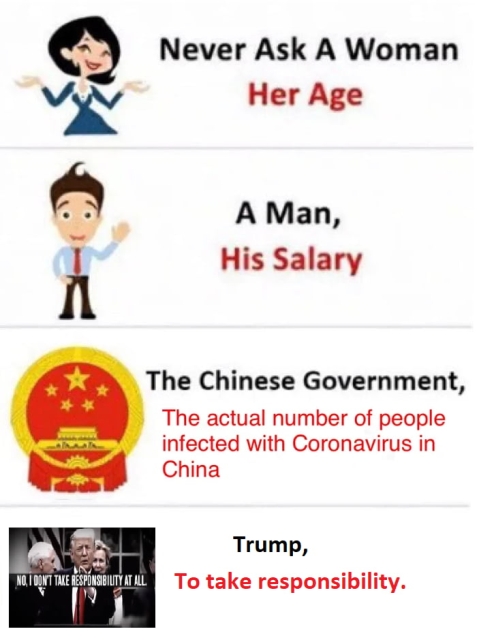 Never Ask A Woman
Her Age
A Man,
His Salary
The Chinese Government,
The actual number of people
infected with Coronavirus in
China
Trump,
NO, I DON'T TAKE RESPONSIBILITY AT ALL.
To take responsibility.